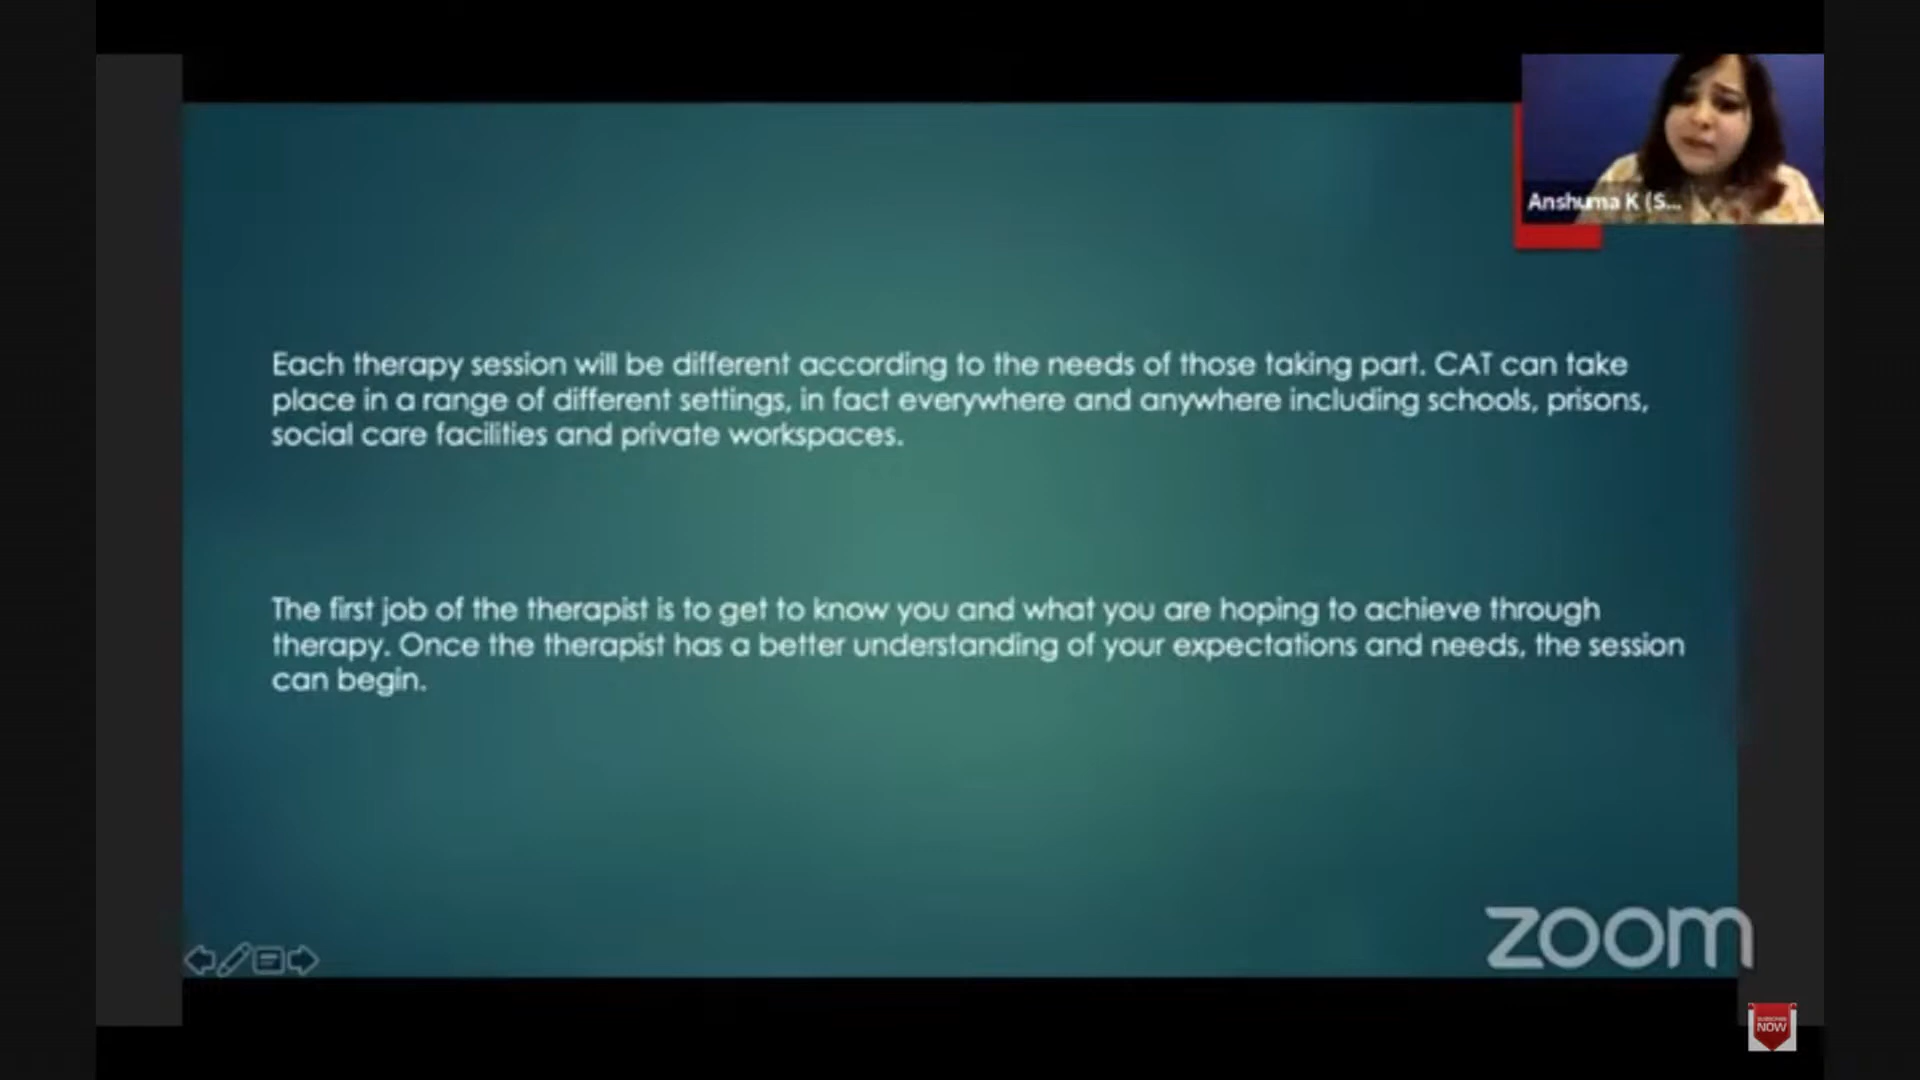 Anshuma K (S...
Each therapy session will be different according to the needs of those taking part. CAT can take
place in a range of different settings, in fact everywhere and anywhere including schools, prisons,
social care facilities and private workspaces.
The first job of the therapist is to get to know you and what you are hoping to achieve through
therapy. Once the therapist has a better understanding of your expectations and needs, the session
can begin.
zoom
SUBSCRIBE
NOW